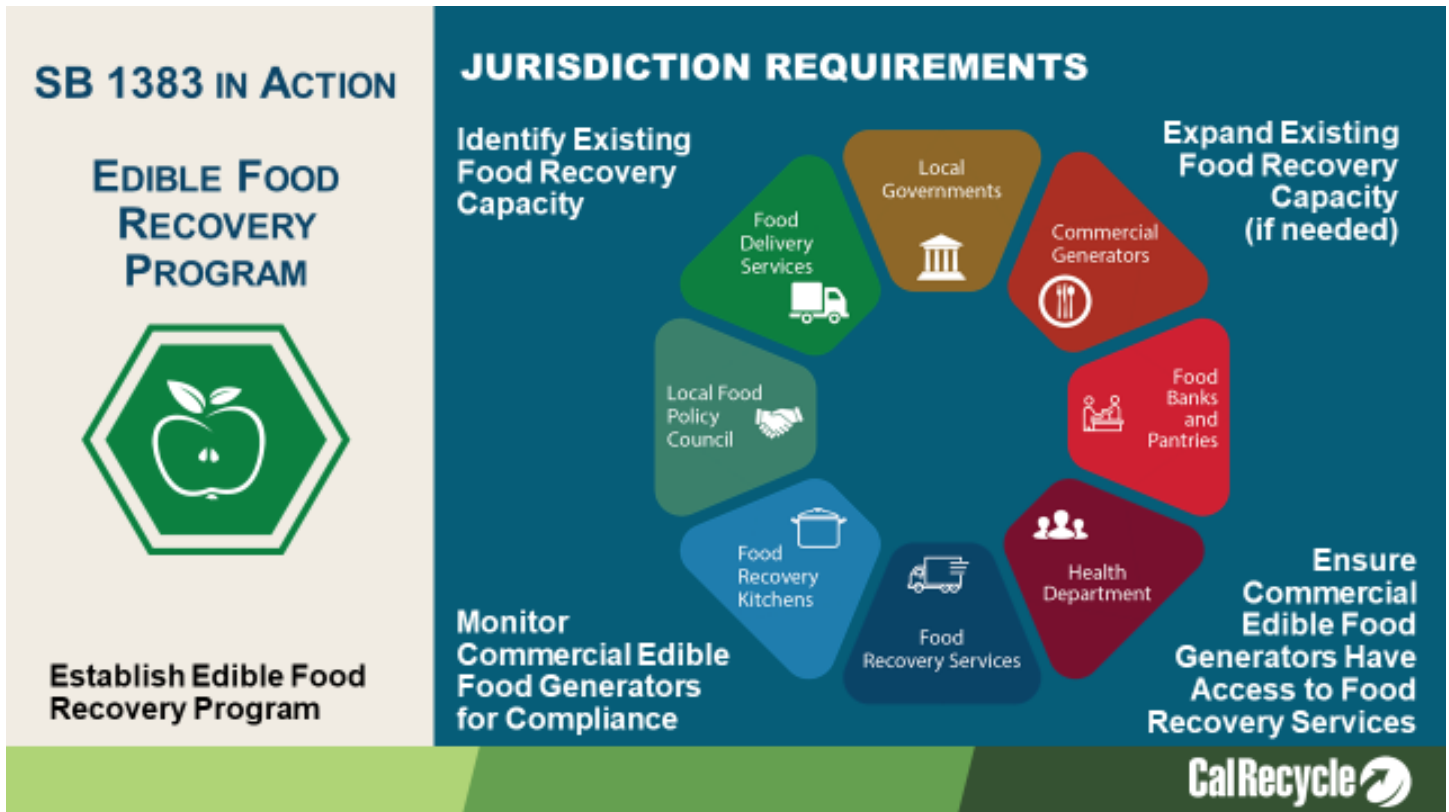 SB 1383 IN ACTION
EDIBLE FOOD
RECOVERY
PROGRAM
Establish Edible Food
Recovery Program
JURISDICTION REQUIREMENTS
Identify Existing
Food Recovery
Capacity
Expand Existing
Food Recovery
Capacity
(if needed)
Local
Governments
Commercial
Generators
Food
Banks
and
Pantries
Health
Department
Food
Recovery Services
Food
Recovery
Kitchens
Local Food
Policy
Council
Food
Delivery
Services
Monitor
Commercial Edible
Food Generators
for Compliance
Ensure
Commercial
Edible Food
Generators Have
Access to Food
Recovery Services
CalRecycle